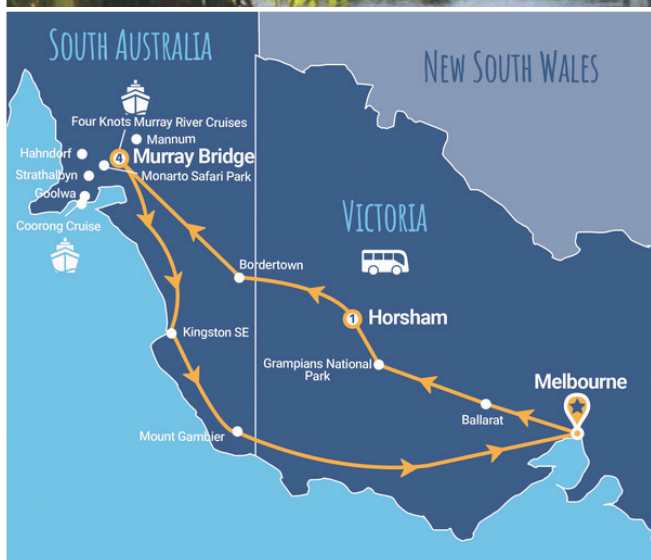 SOUTH AUSTRALIA
NEW SOUTH WALES
Four Knots Murray River Cruises
Mannum
Hahndorf
4
Murray Bridge
Strathalbyn
Monarto Safari Park
Goolwa
Coorong Cruise
VICTORIA
Bordertown
1
Horsham
Kingston SE
Grampians National
Park
Melbourne
Ballarat
Mount Gambier